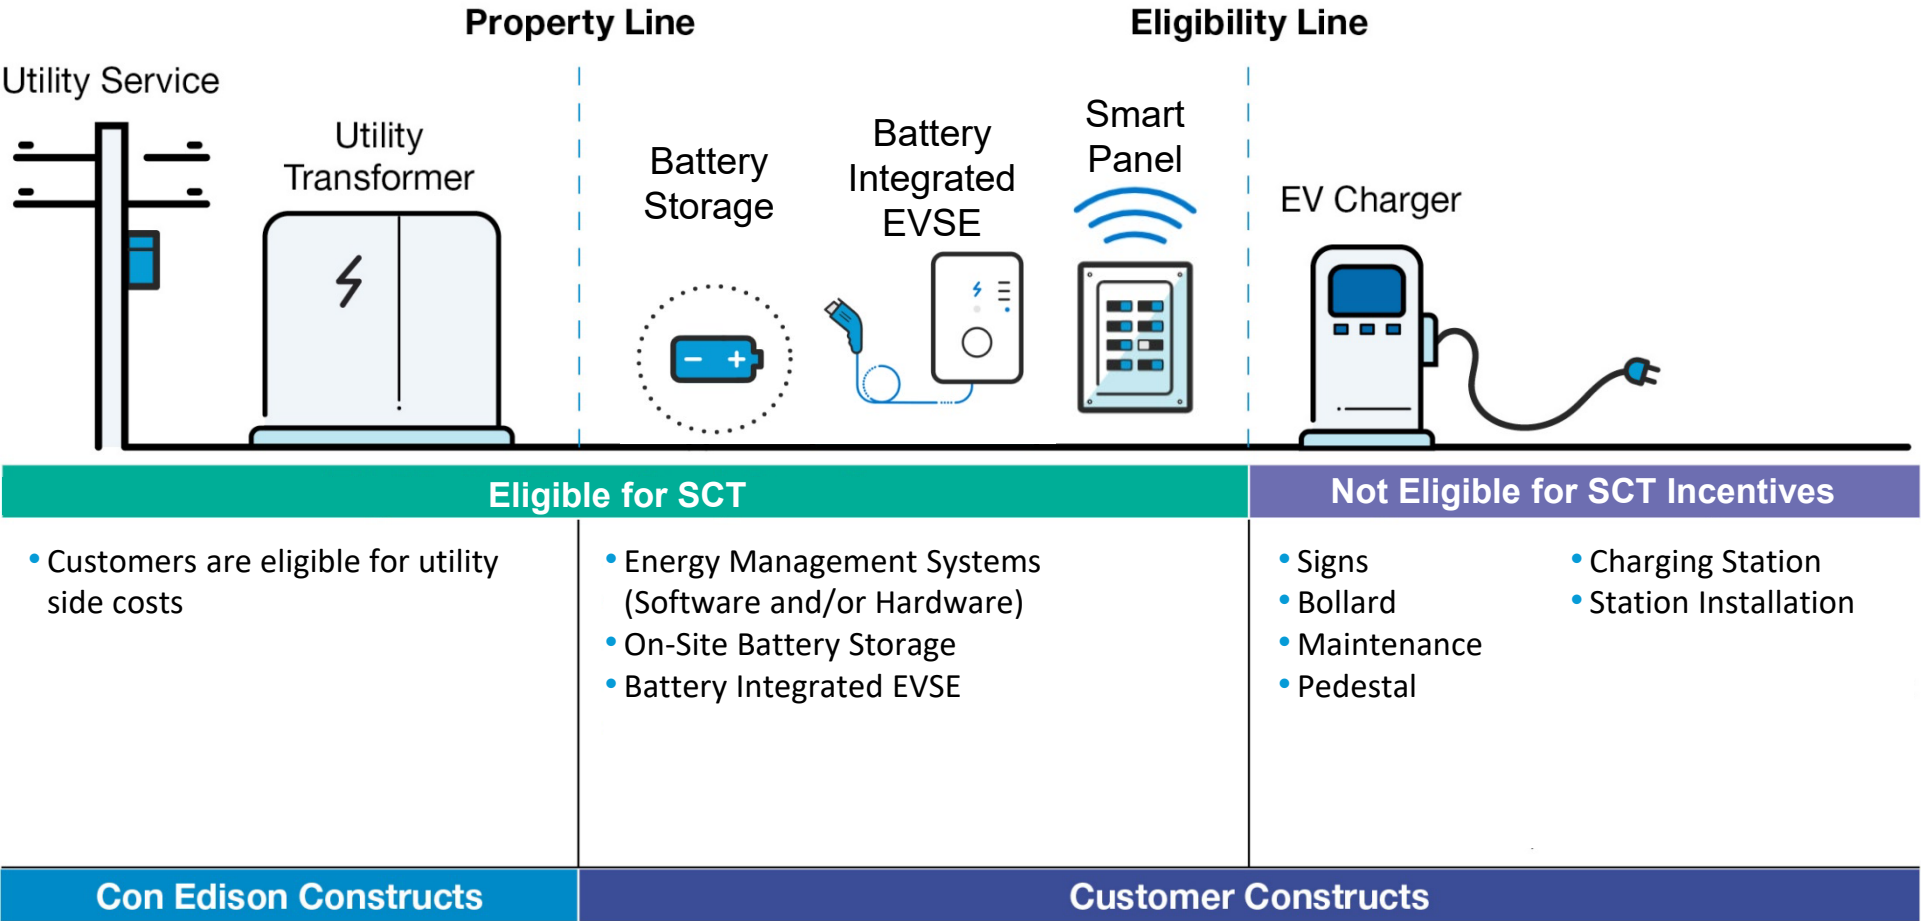 Property Line
Eligibility Line
Utility Service
Utility
Transformer
Battery
Storage
Battery
Integrated
EVSE
Smart
Panel
EV Charger
Eligible for SCT
Not Eligible for SCT Incentives
• Customers are eligible for utility
side costs
• Energy Management Systems
(Software and/or Hardware)
• On-Site Battery Storage
• Battery Integrated EVSE
• Signs
• Bollard
• Maintenance
• Pedestal
• Charging Station
• Station Installation
Con Edison Constructs
Customer Constructs